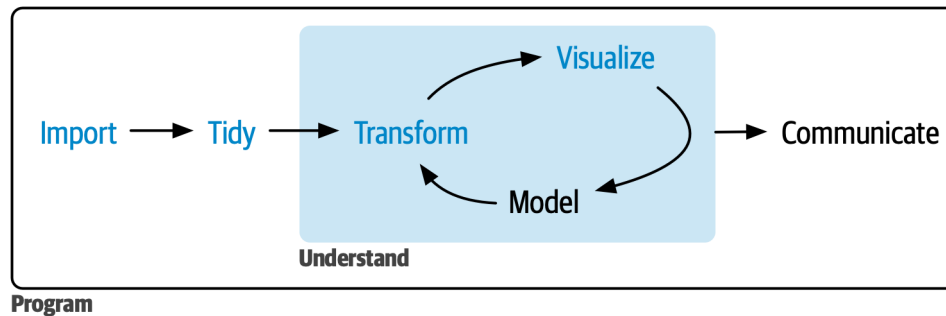 Import
Tidy
Transform
Visualize
Model
Communicate
Understand
Program